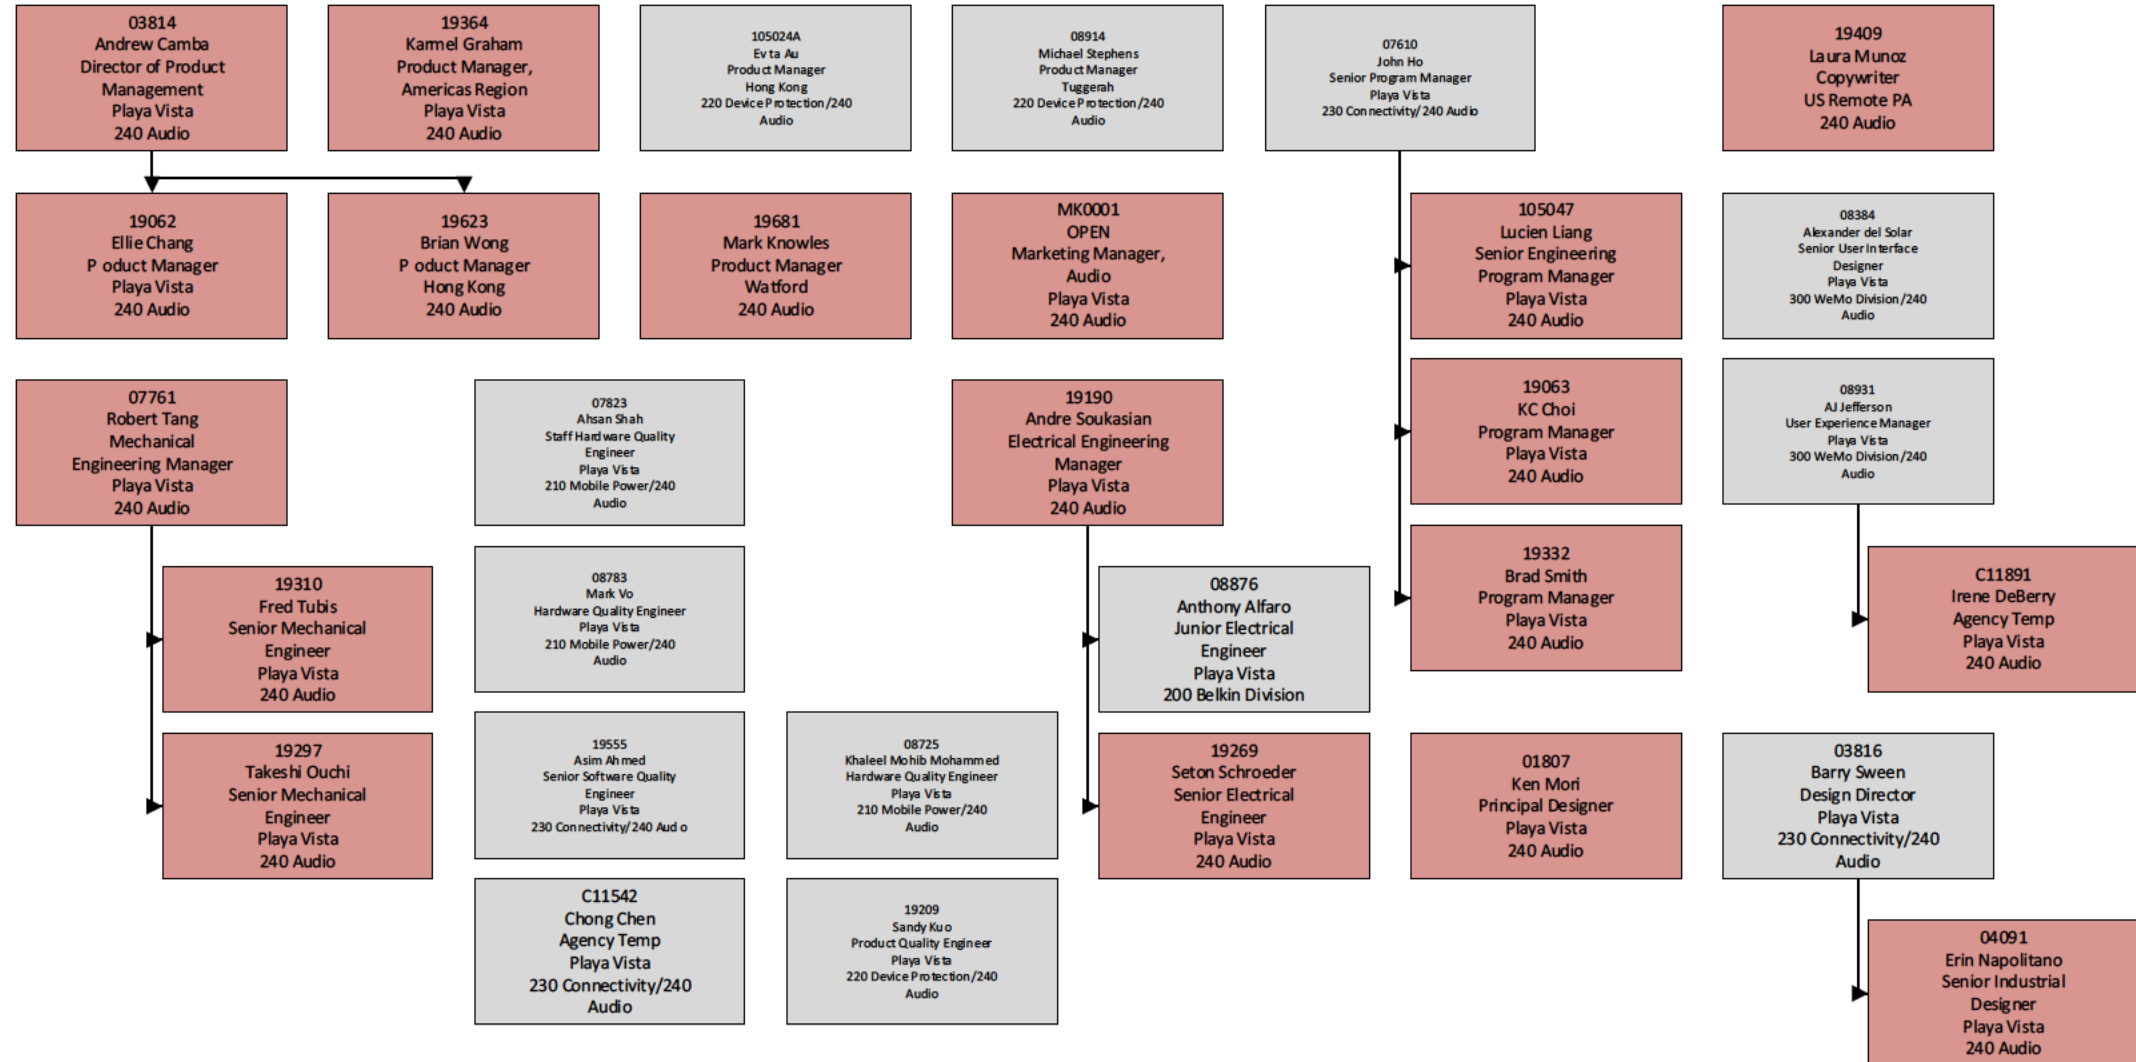 03814
Andrew Camba
Director of Product
Management
Playa Vista
240 Audio
19364
Karmel Graham
Product Manager,
Americas Region
Playa Vista
240 Audio
105024A
Ev ta Au
Product Manager
Hong Kong
220 Device Protection/240
Audio
08914
Michael Stephens
Product Manager
Tuggerah
220 Device Protection/240
Audio
07610
John Ho
Senior Program Manager
Playa Vista
230 Connectivity/240 Audio
19409
Laura Munoz
Copywriter
US Remote PA
240 Audio
19062
Ellie Chang
P oduct Manager
Playa Vista
240 Audio
19623
Brian Wong
P oduct Manager
Hong Kong
240 Audio
19681
Mark Knowles
Product Manager
Watford
240 Audio
MK0001
OPEN
Marketing Manager,
Audio
Playa Vista
240 Audio
105047
Lucien Liang
Senior Engineering
Program Manager
Playa Vista
240 Audio
08384
Alexander del Solar
Senior User Interface
Designer
Playa Vista
300 WeMo Division/240
Audio
07761
Robert Tang
Mechanical
Engineering Manager
Playa Vista
240 Audio
07823
Ahsan Shah
Staff Hardware Quality
Engineer
Playa Vista
210 Mobile Power/240
Audio
19190
Andre Soukasian
Electrical Engineering
Manager
Playa Vista
240 Audio
19063
KC Choi
Program Manager
Playa Vista
240 Audio
08931
AJ Jefferson
User Experience Manager
Playa Vista
300 WeMo Division/240
Audio
19310
Fred Tubis
Senior Mechanical
Engineer
Playa Vista
240 Audio
08783
Mark Vo
Hardware Quality Engineer
Playa Vista
210 Mobile Power/240
Audio
08876
Anthony Alfaro
Junior Electrical
Engineer
Playa Vista
200 Belkin Division
19332
Brad Smith
Program Manager
Playa Vista
240 Audio
C11891
Irene DeBerry
Agency Temp
Playa Vista
240 Audio
19297
Takeshi Ouchi
Senior Mechanical
Engineer
Playa Vista
240 Audio
19555
Asim Ahmed
Senior Software Quality
Engineer
Playa Vista
230 Connectivity/240 Aud o
08725
Khaleel Mohib Mohammed
Hardware Quality Engineer
Playa Vista
210 Mobile Power/240
Audio
19269
Seton Schroeder
Senior Electrical
Engineer
Playa Vista
240 Audio
01807
Ken Mori
Principal Designer
Playa Vista
240 Audio
03816
Barry Sween
Design Director
Playa Vista
230 Connectivity/240
Audio
C11542
Chong Chen
Agency Temp
Playa Vista
230 Connectivity/240
Audio
19209
Sandy Kuo
Product Quality Engineer
Playa Vista
220 Device Protection/240
Audio
04091
Erin Napolitano
Senior Industrial
Designer
Playa Vista
240 Audio